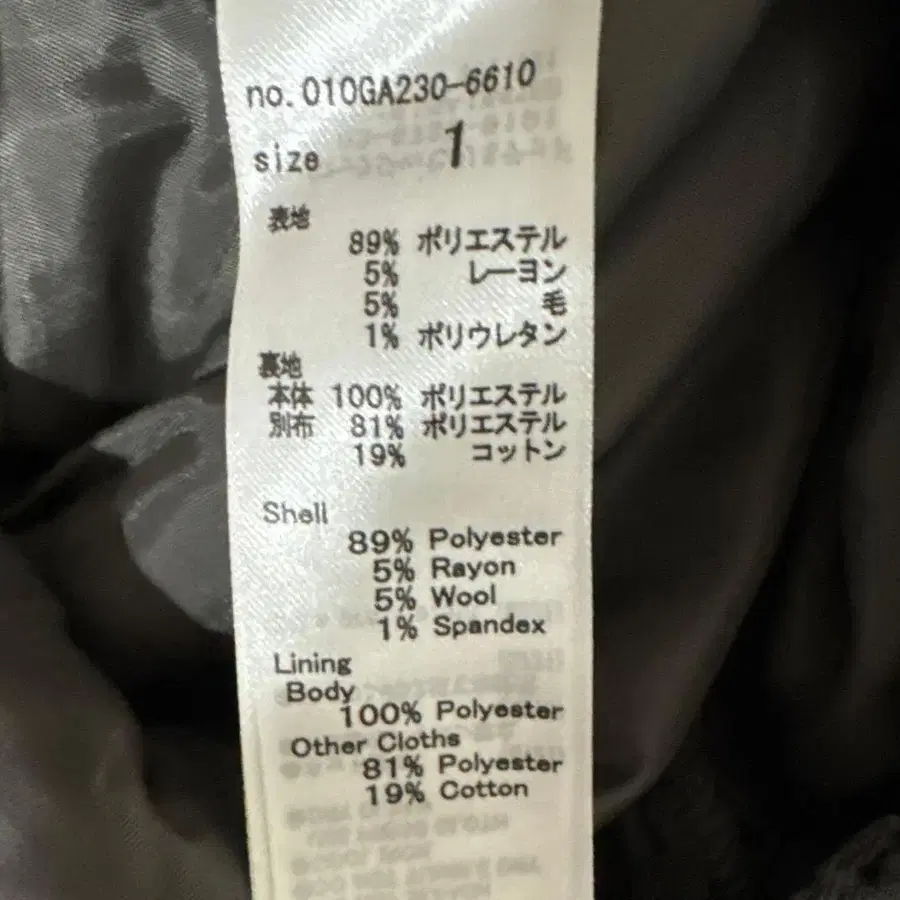 no. 010GA230-6610
size 1
表地
89% ポリエステル
5% レーヨン
5% 毛
1% ポリウレタン
裏地
本体 100% ポリエステル
別布 81% ポリエステル
19% コットン
Shell
89% Polyester
5% Rayon
5% Wool
1% Spandex
Lining
Body
100% Polyester
Other Cloths
81% Polyester
19% Cotton